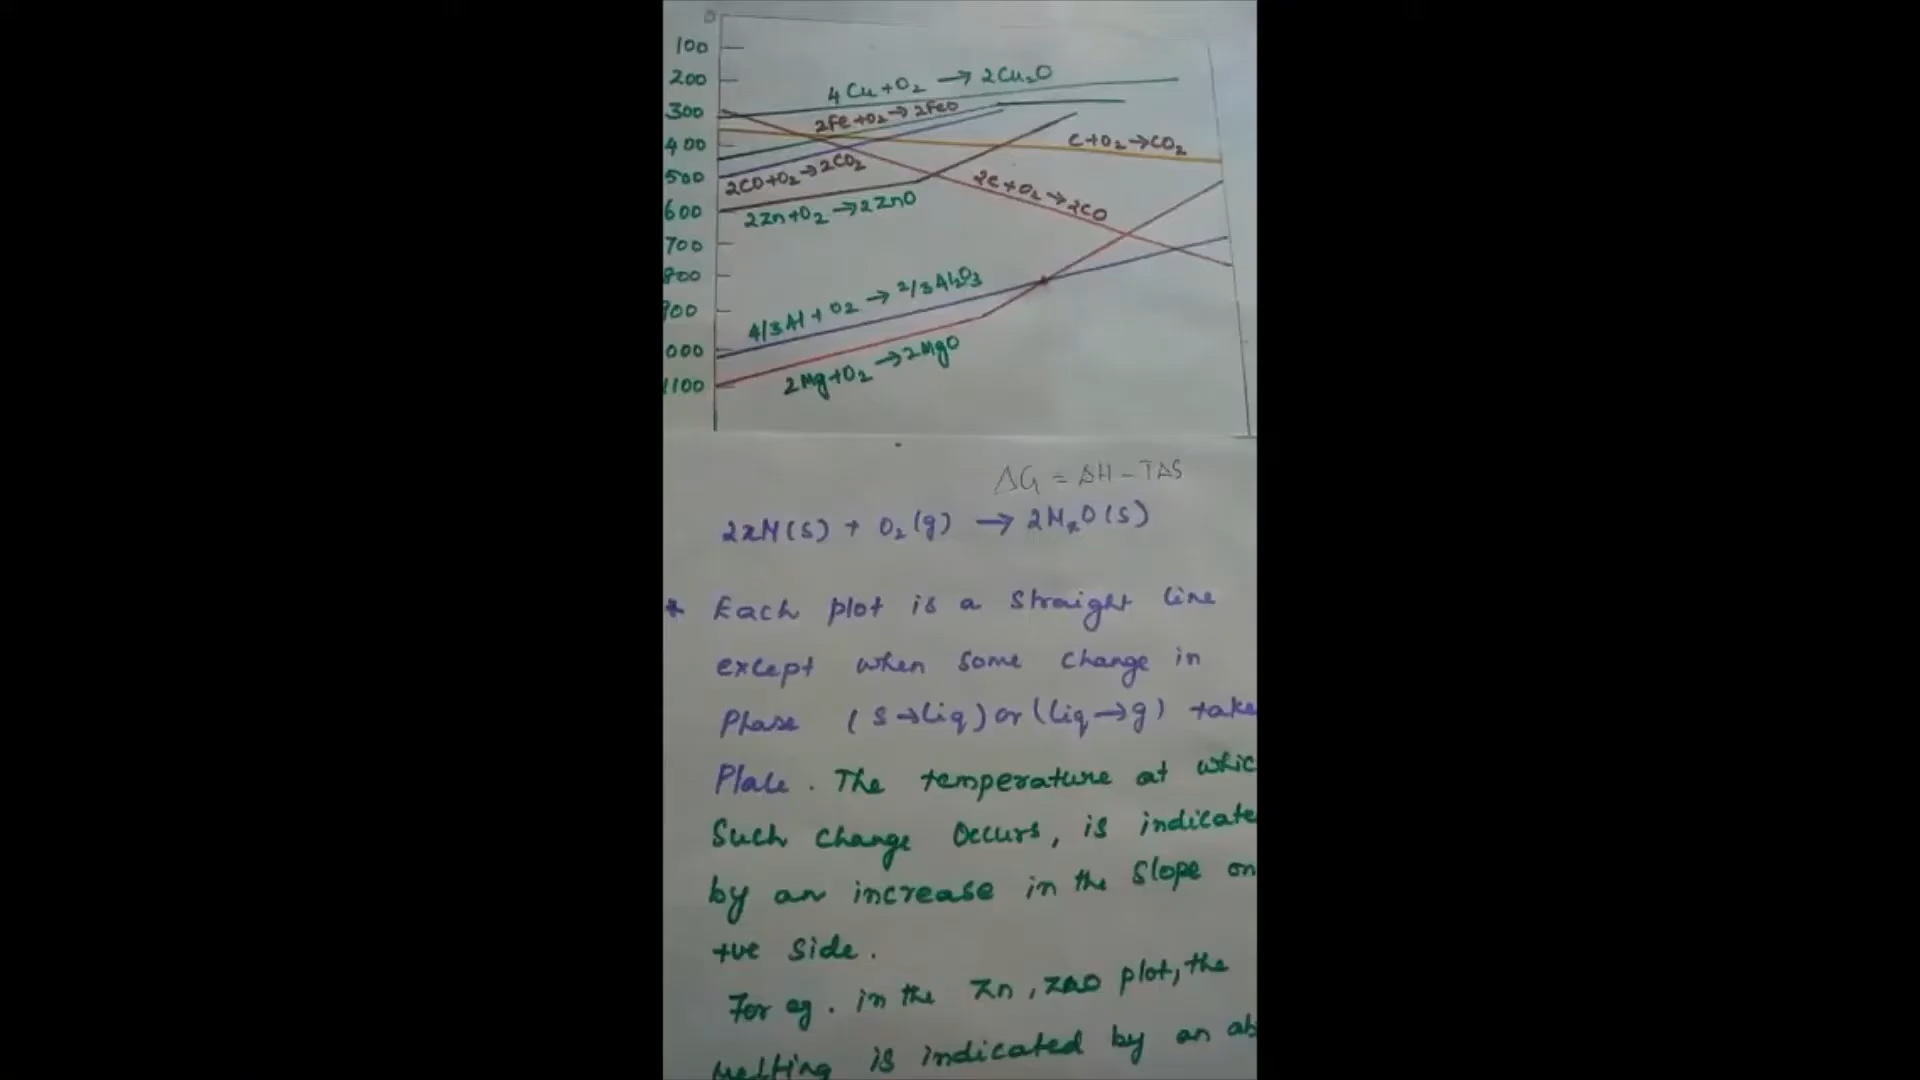 0
100
200
4Cu+O₂ → 2Cu₂O
300
2Fe+O₂→2FeO
400
C+O₂→CO₂
500
2CO+O₂→2CO₂
2C+O₂→2CO
600
2Zn+O₂→2ZnO
700
800
4/3Al+O₂ → 2/3Al₂O₃
900
000
2Mg+O₂→2MgO
1100
ΔG = ΔH-TΔS
2xM(s) + O₂(g) → 2MₓO(s)
* Each plot is a straight line
except when some change in
Phase (s→liq) or (liq→g) take
Place. The temperature at whic
Such change occurs, is indicate
by an increase in the slope on
+ve side.
For eg. in the Zn, ZnO plot, the
melting is indicated by an ab